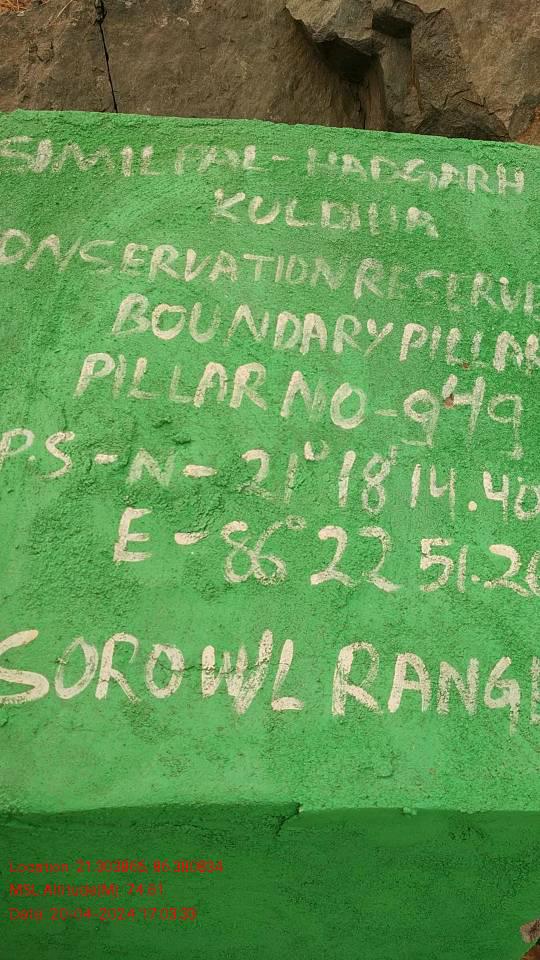 SIMILPAL-HADGARH
KULDIHA
ONSERVATION RESERVE
BOUNDARY PILLAR
PILLAR NO-949
P.S-N-21° 18' 14.40
E-86° 22 51.20
SOROWL RANGE
Location: 21.303865, 86.380834
MSL Altitude(M): 74.61
Date: 20-04-2024 17:03:33